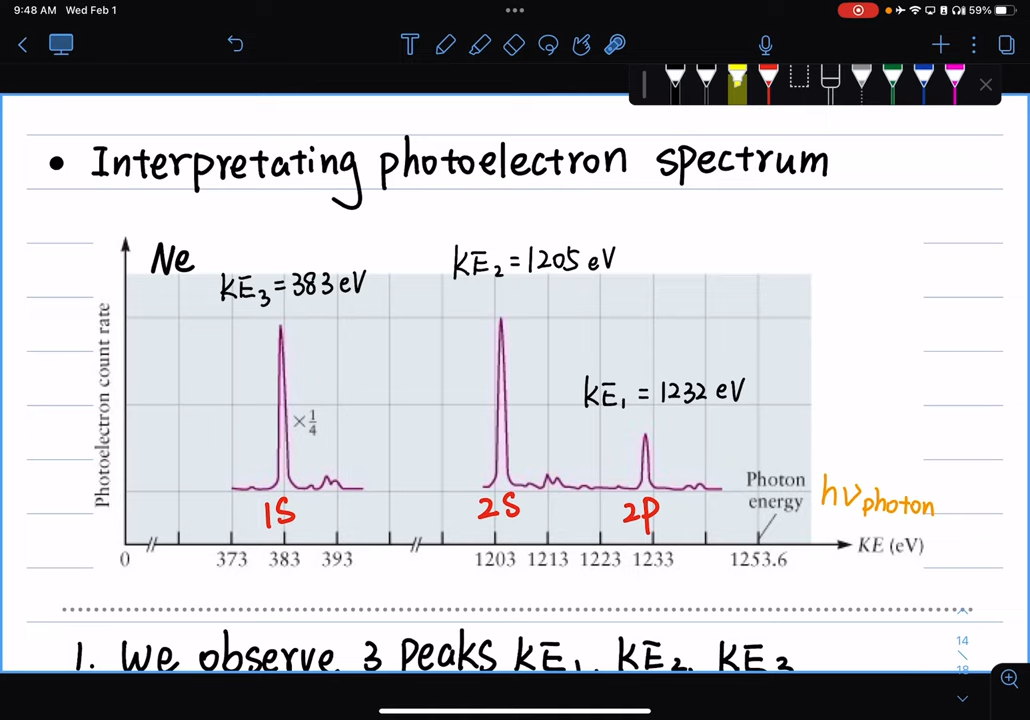 9:48 AM Wed Feb 1
59%
• Interpretating photoelectron spectrum
Ne
KE₃ = 383 eV
KE₂ = 1205 eV
KE₁ = 1232 eV
Photoelectron count rate
×1/4
1S
2S
2P
Photon energy
hνphoton
0 373 383 393 1203 1213 1223 1233 1253.6
KE (eV)
1. We observe 3 peaks KE₁, KE₂, KE₃
14
18